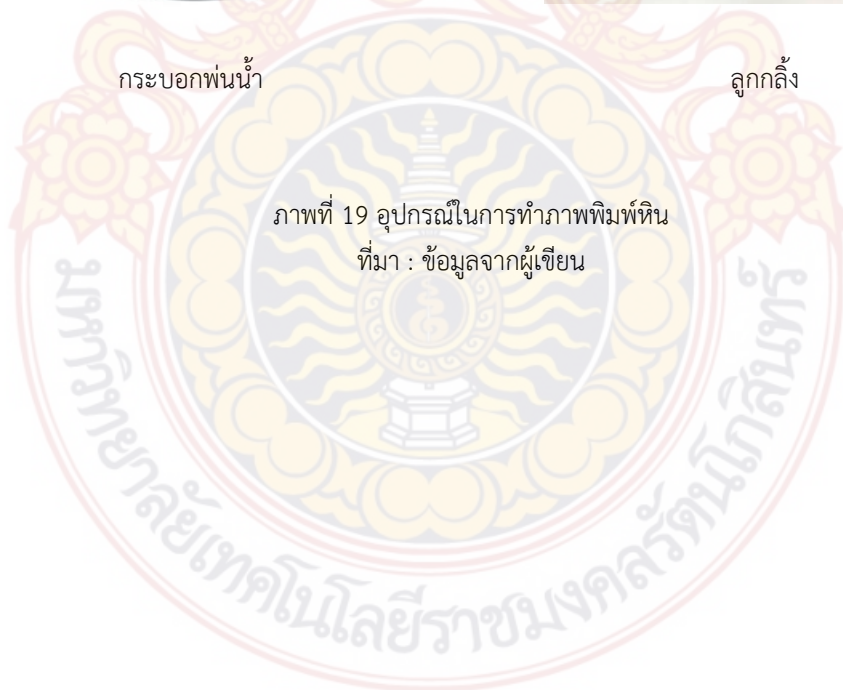 กระบอกพ่นน้ำ ลูกกลิ้ง
ภาพที่ 19 อุปกรณ์ในการทำภาพพิมพ์หิน
ที่มา : ข้อมูลจากผู้เขียน
มหาวิทยาลัยเทคโนโลยีราชมงคลรัตนโกสินทร์